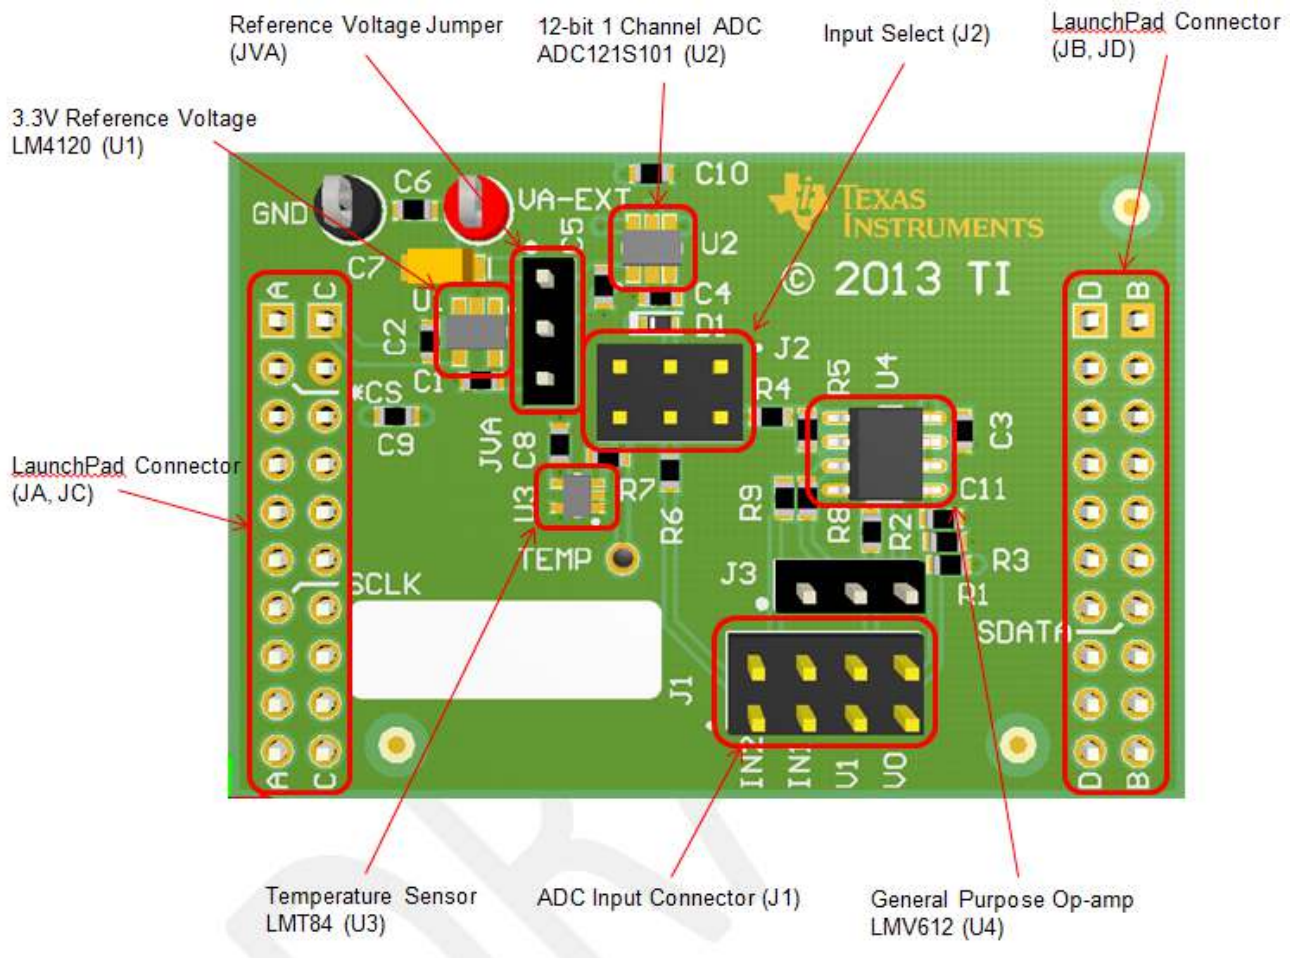 Reference Voltage Jumper
(JVA)
12-bit 1 Channel ADC
ADC121S101 (U2)
Input Select (J2)
LaunchPad Connector
(JB, JD)
3.3V Reference Voltage
LM4120 (U1)
C10
C6
VA-EXT
TEXAS
INSTRUMENTS
GND
C5
U2
C7
© 2013 TI
A
C
D
B
C4
D1
J2
C2
C1
*CS
R4
R5
U4
C9
JVA
C8
C3
LaunchPad Connector
(JA, JC)
R7
U3
R6
R9
R8
R2
C11
TEMP
J3
R3
SCLK
R1
SDATA
J1
IN2
IN1
V1
V0
A
C
D
B
Temperature Sensor
LMT84 (U3)
ADC Input Connector (J1)
General Purpose Op-amp
LMV612 (U4)